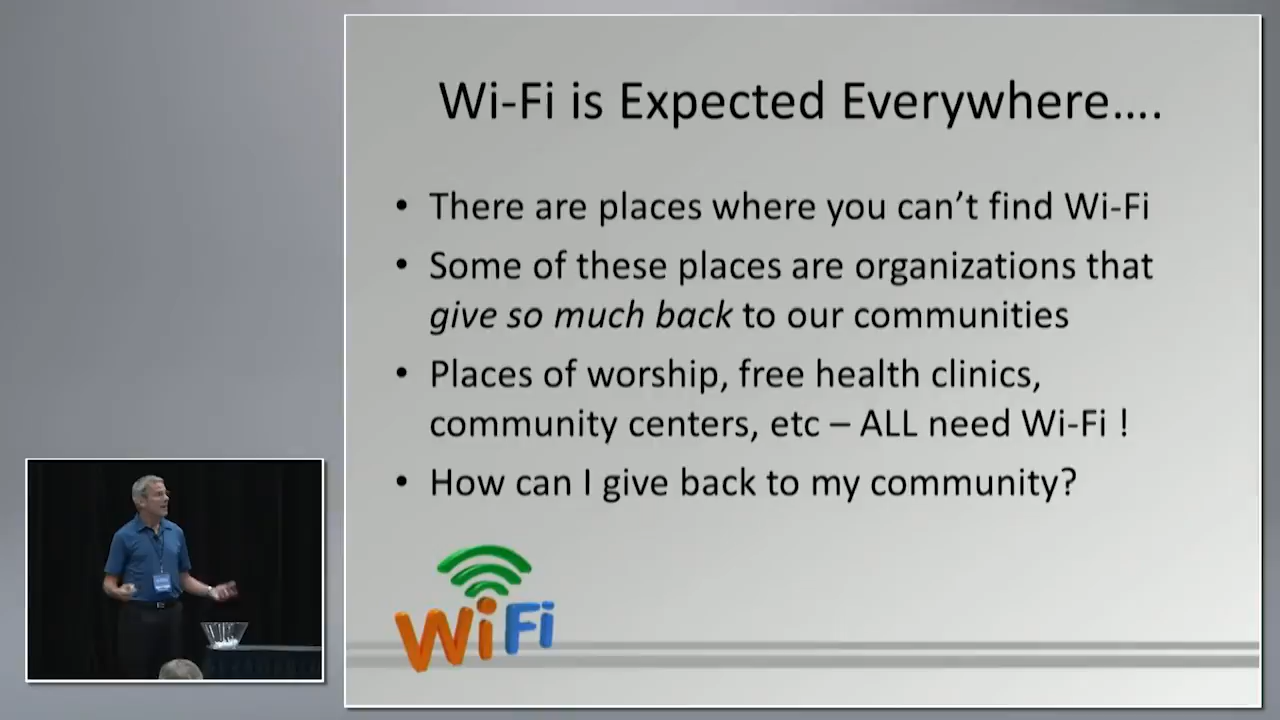 Wi-Fi is Expected Everywhere....
• There are places where you can't find Wi-Fi
• Some of these places are organizations that
give so much back to our communities
• Places of worship, free health clinics,
community centers, etc – ALL need Wi-Fi !
• How can I give back to my community?
WiFi